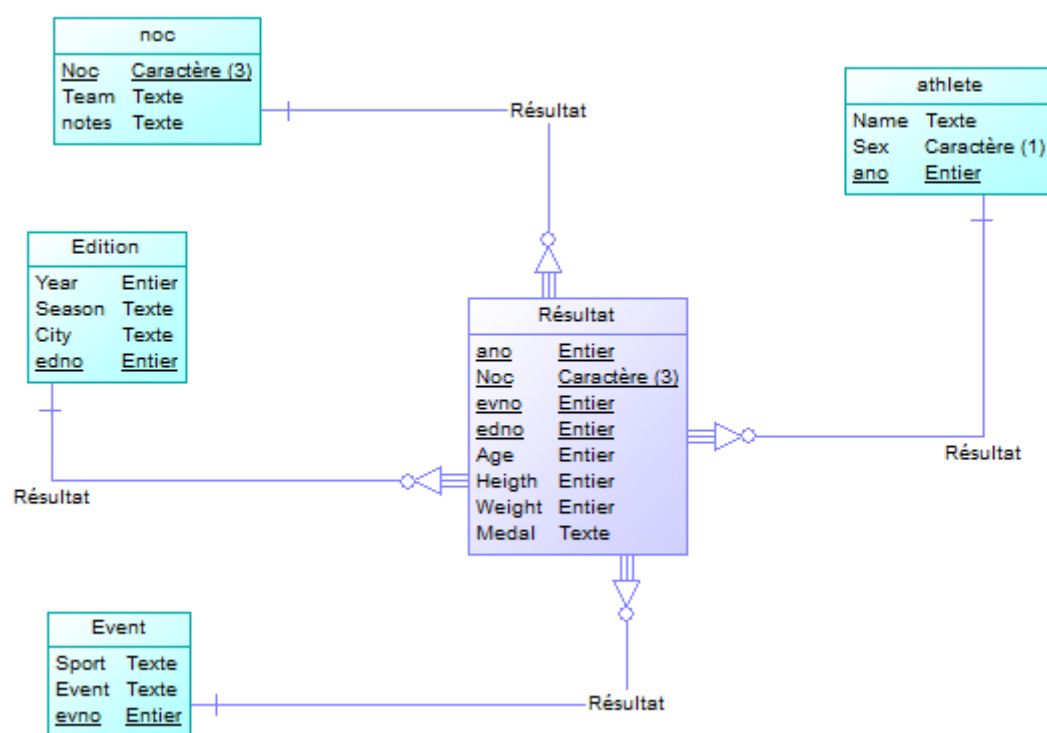 noc
Noc Caractère (3)
Team Texte
notes Texte
Résultat
athlete
Name Texte
Sex Caractère (1)
ano Entier
Edition
Year Entier
Season Texte
City Texte
edno Entier
Résultat
Résultat
ano Entier
Noc Caractère (3)
evno Entier
edno Entier
Age Entier
Heigth Entier
Weight Entier
Medal Texte
Résultat
Event
Sport Texte
Event Texte
evno Entier
Résultat